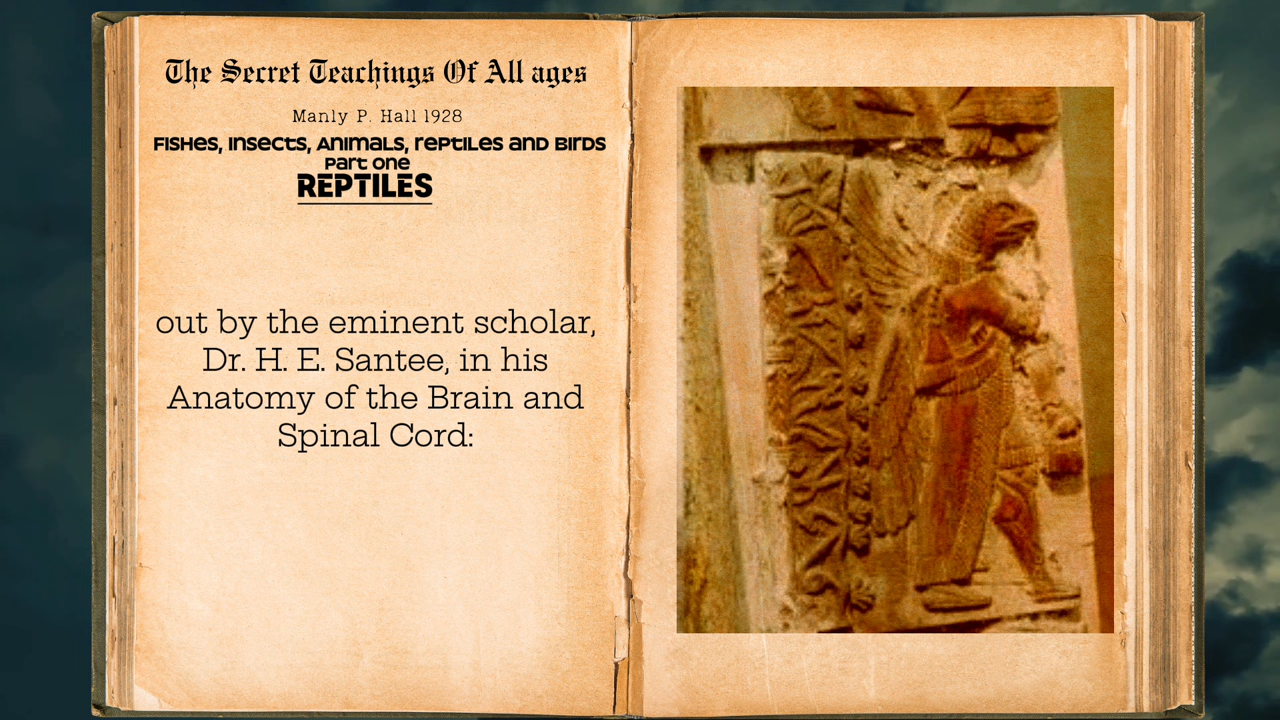 The Secret Teachings Of All ages
Manly P. Hall 1928
Fishes, Insects, Animals, reptiles and Birds
Part one
REPTILES
out by the eminent scholar,
Dr. H. E. Santee, in his
Anatomy of the Brain and
Spinal Cord: